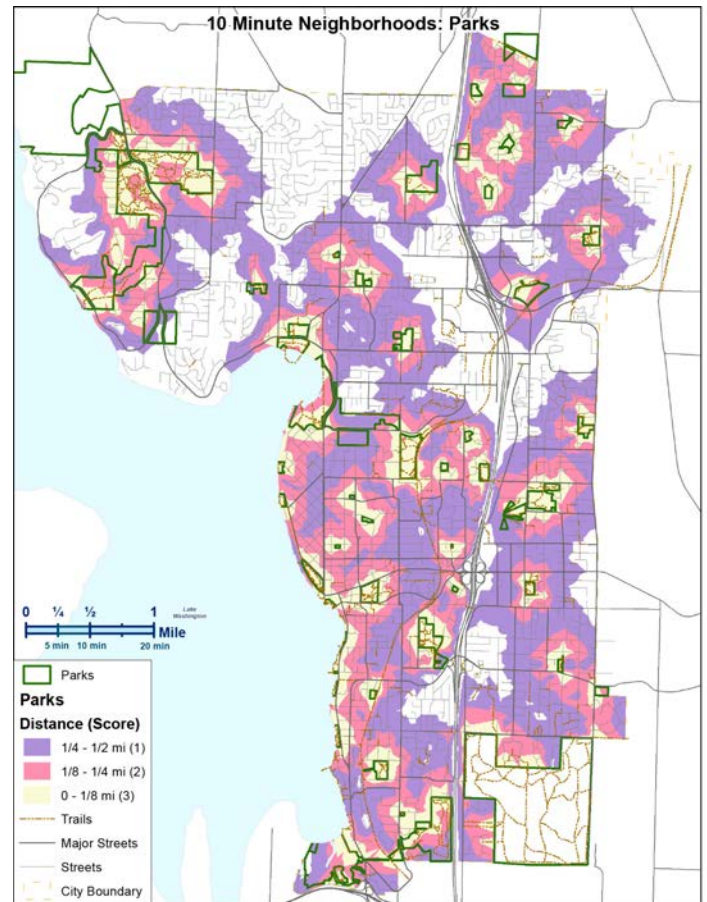 10 Minute Neighborhoods: Parks
Lake
Washington
0 ¼ ½ 1
Mile
5 min 10 min 20 min
Parks
Parks
Distance (Score)
1/4 - 1/2 mi (1)
1/8 - 1/4 mi (2)
0 - 1/8 mi (3)
Trails
Major Streets
Streets
City Boundary